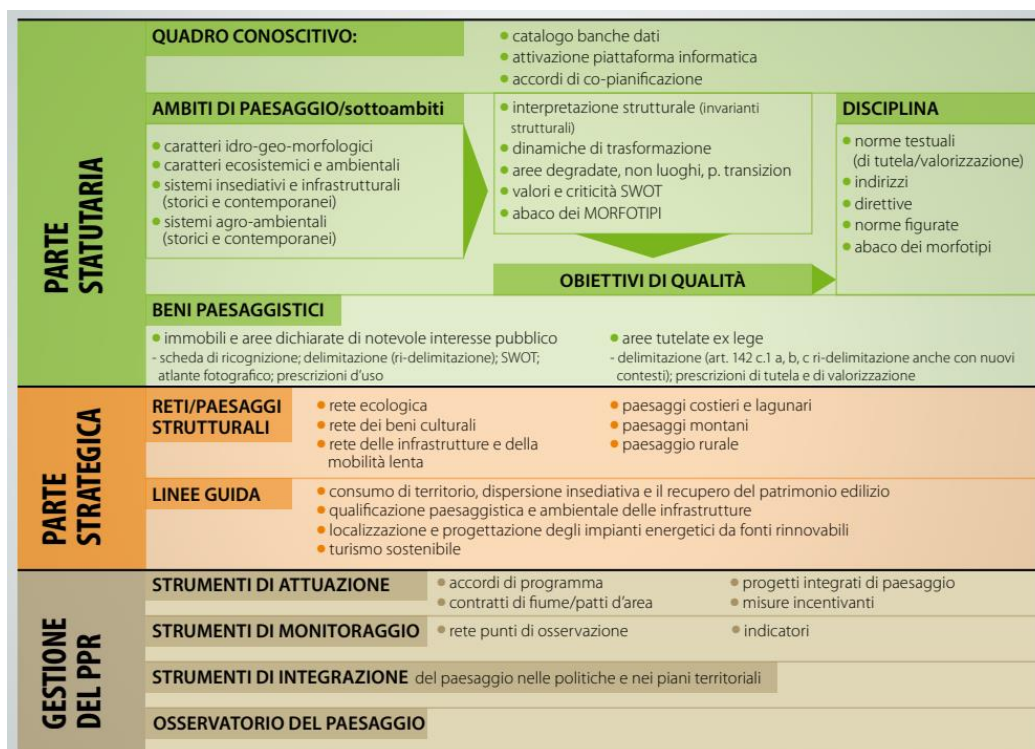 PARTE
STATUTARIA
QUADRO CONOSCITIVO:
• catalogo banche dati
• attivazione piattaforma informatica
• accordi di co-pianificazione
AMBITI DI PAESAGGIO/sottoambiti
• caratteri idro-geo-morfologici
• caratteri ecosistemici e ambientali
• sistemi insediativi e infrastrutturali
(storici e contemporanei)
• sistemi agro-ambientali
(storici e contemporanei)
• interpretazione strutturale (invarianti
strutturali)
• dinamiche di trasformazione
• aree degradate, non luoghi, p. transizion
• valori e criticità SWOT
• abaco dei MORFOTIPI
OBIETTIVI DI QUALITÀ
DISCIPLINA
• norme testuali
(di tutela/valorizzazione)
• indirizzi
• direttive
• norme figurate
• abaco dei morfotipi
BENI PAESAGGISTICI
• immobili e aree dichiarate di notevole interesse pubblico
- scheda di ricognizione; delimitazione (ri-delimitazione); SWOT;
atlante fotografico; prescrizioni d'uso
• aree tutelate ex lege
- delimitazione (art. 142 c.1 a, b, c ri-delimitazione anche con nuovi
contesti); prescrizioni di tutela e di valorizzazione
PARTE
STRATEGICA
RETI/PAESAGGI
STRUTTURALI
• rete ecologica
• rete dei beni culturali
• rete delle infrastrutture e della
mobilità lenta
• paesaggi costieri e lagunari
• paesaggi montani
• paesaggio rurale
LINEE GUIDA
• consumo di territorio, dispersione insediativa e il recupero del patrimonio edilizio
• qualificazione paesaggistica e ambientale delle infrastrutture
• localizzazione e progettazione degli impianti energetici da fonti rinnovabili
• turismo sostenibile
GESTIONE
DEL PPR
STRUMENTI DI ATTUAZIONE
• accordi di programma
• contratti di fiume/patti d'area
• progetti integrati di paesaggio
• misure incentivanti
STRUMENTI DI MONITORAGGIO
• rete punti di osservazione
• indicatori
STRUMENTI DI INTEGRAZIONE del paesaggio nelle politiche e nei piani territoriali
OSSERVATORIO DEL PAESAGGIO